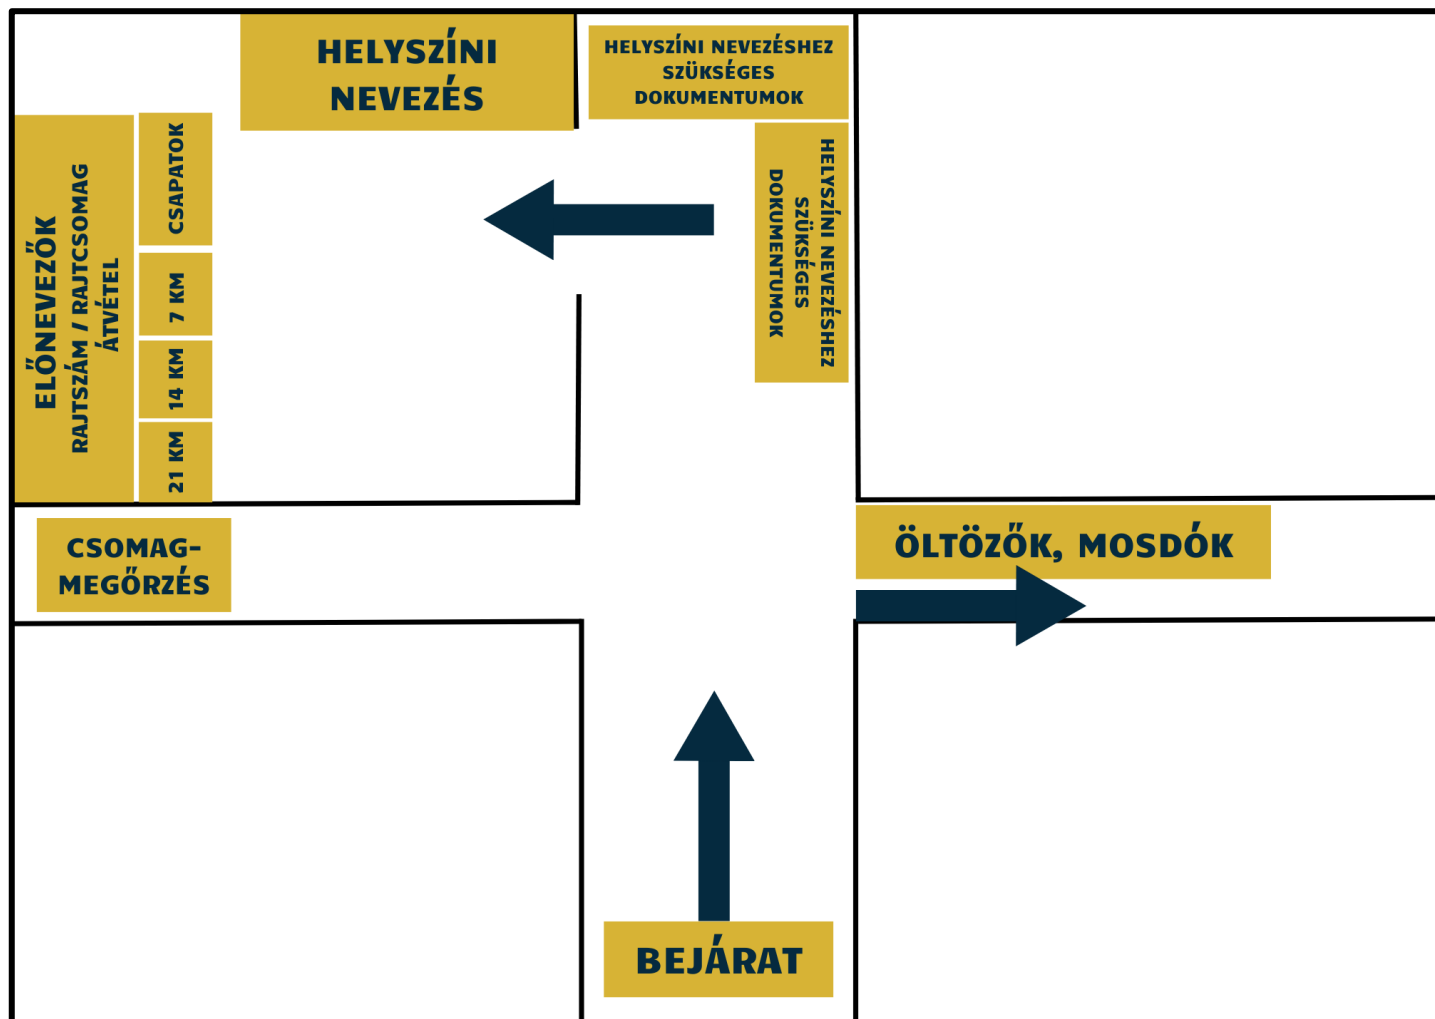 HELYSZÍNI
NEVEZÉS
HELYSZÍNI NEVEZÉSHEZ
SZÜKSÉGES
DOKUMENTUMOK
HELYSZÍNI NEVEZÉSHEZ
SZÜKSÉGES
DOKUMENTUMOK
ELŐNEVEZŐK
RAJTSZÁM / RAJTCSOMAG
ÁTVÉTEL
CSAPATOK
7 KM
14 KM
21 KM
CSOMAG-
MEGŐRZÉS
ÖLTÖZŐK, MOSDÓK
BEJÁRAT